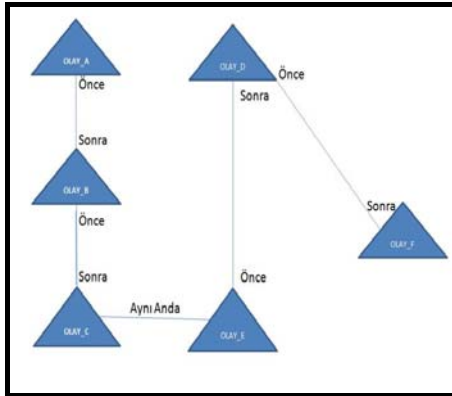 OLAY_A
Önce
Sonra
OLAY_B
Önce
Sonra
OLAY_C
Aynı Anda
OLAY_D
Önce
Sonra
Sonra
OLAY_F
Önce
OLAY_E